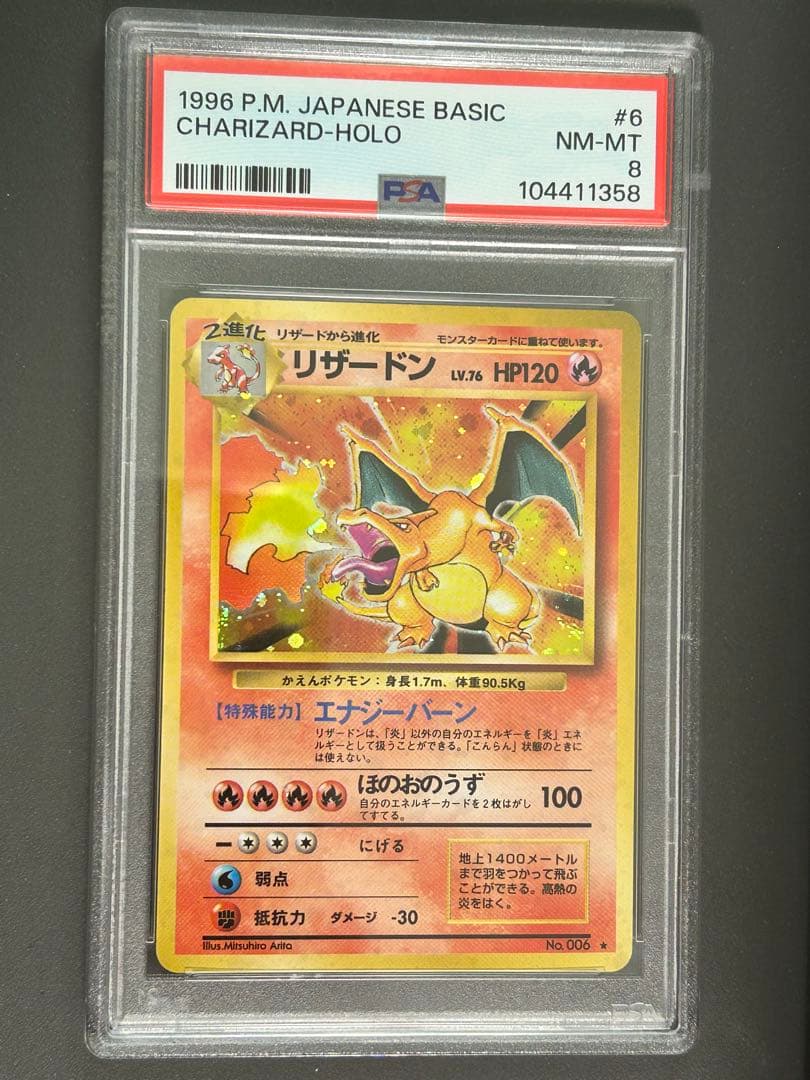 1996 P.M. JAPANESE BASIC #6
CHARIZARD-HOLO NM-MT
8
PSA 104411358
2進化 リザードから進化 モンスターカードに重ねて使います。
リザードン LV.76 HP120
かえんポケモン：身長1.7m、体重90.5Kg
【特殊能力】エナジーバーン
リザードンは、「炎」以外の自分のエネルギーを「炎」エネ
ルギーとして扱うことができる。「こんらん」状態のときに
は使えない。
ほのおのうず 100
自分のエネルギーカードを2枚はがし
てすてる。
にげる
弱点
抵抗力 ダメージ -30
地上1400メートル
まで羽をつかって飛ぶ
ことができる。高熱の
炎をはく。
Illus.Mitsuhiro Arita No.006 ★
PSA